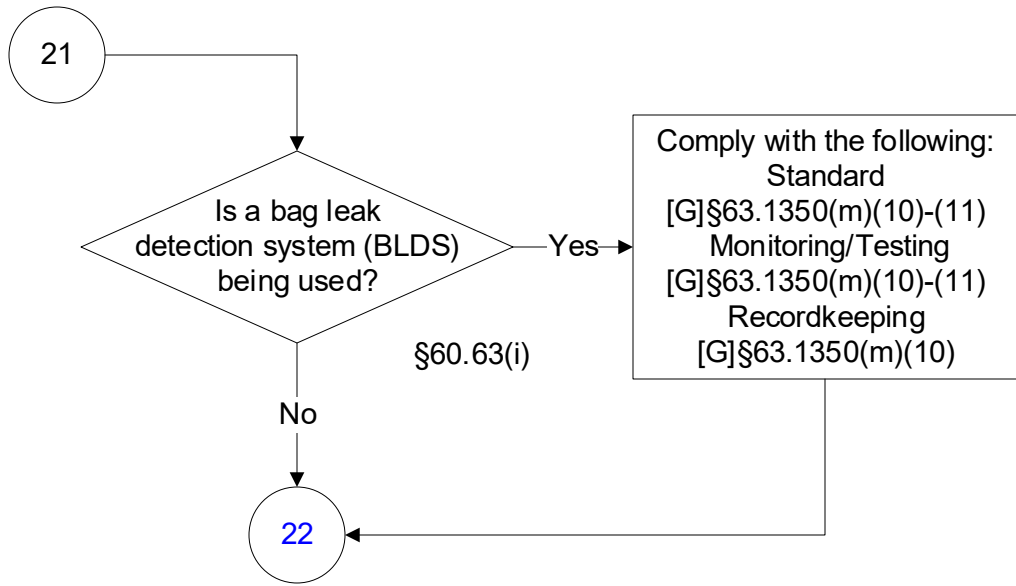 21
Is a bag leak
detection system (BLDS)
being used?
Yes
Comply with the following:
Standard
[G]§63.1350(m)(10)-(11)
Monitoring/Testing
[G]§63.1350(m)(10)-(11)
Recordkeeping
[G]§63.1350(m)(10)
§60.63(i)
No
22